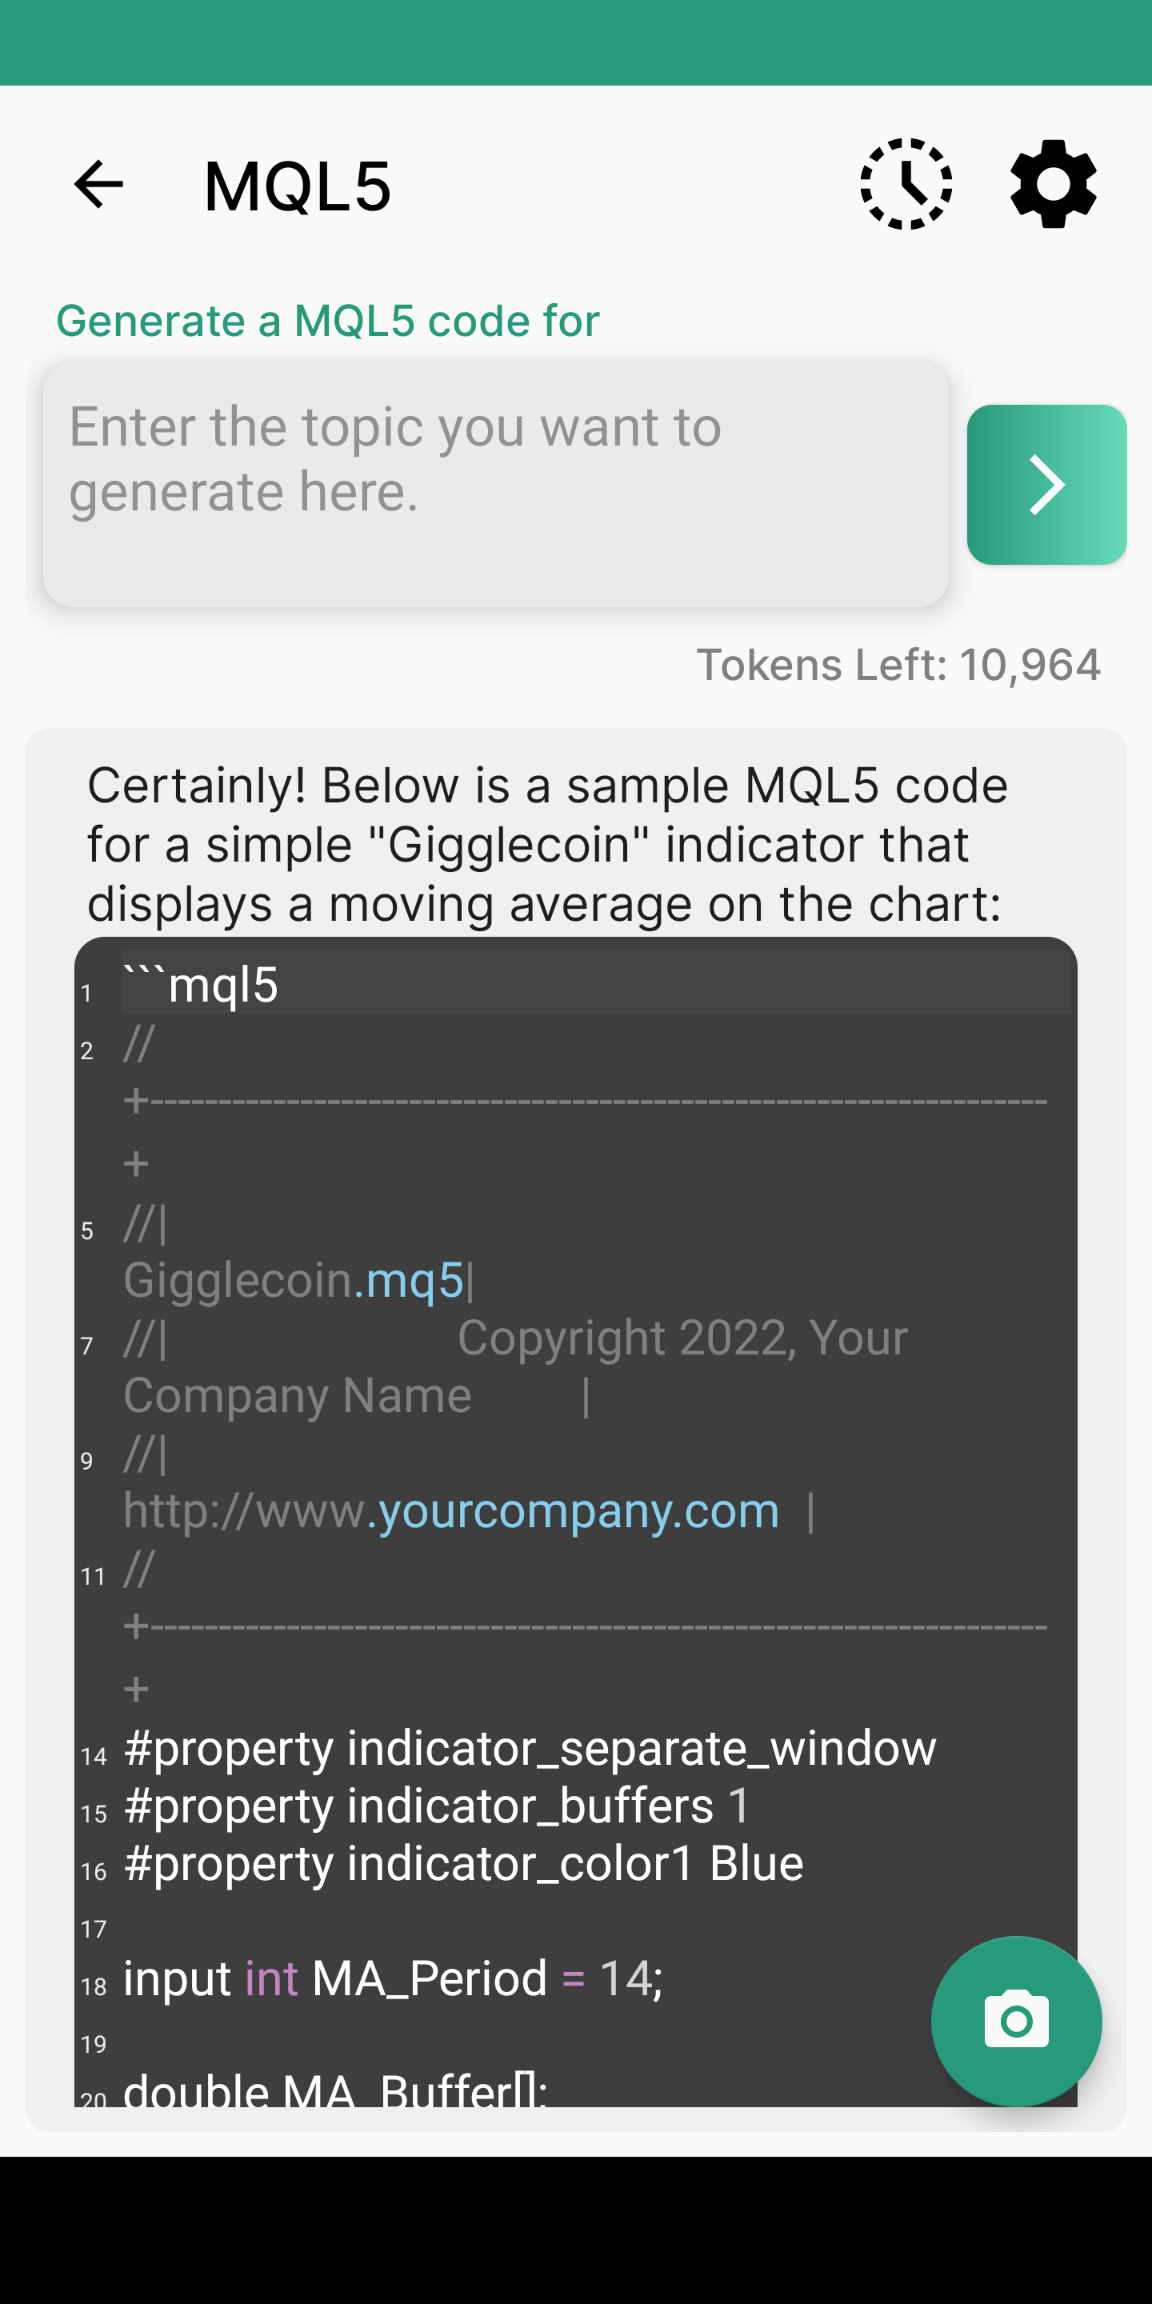 MQL5
Generate a MQL5 code for
Enter the topic you want to
generate here.
Tokens Left: 10,964
Certainly! Below is a sample MQL5 code
for a simple "Gigglecoin" indicator that
displays a moving average on the chart:
1 ```mql5
2 //
+------------------------------------------------------------------
+
5 //|
Gigglecoin.mq5|
7 //| Copyright 2022, Your
Company Name |
9 //|
http://www.yourcompany.com |
11 //
+------------------------------------------------------------------
+
14 #property indicator_separate_window
15 #property indicator_buffers 1
16 #property indicator_color1 Blue
17
18 input int MA_Period = 14;
19
20 double MA_Buffer[];